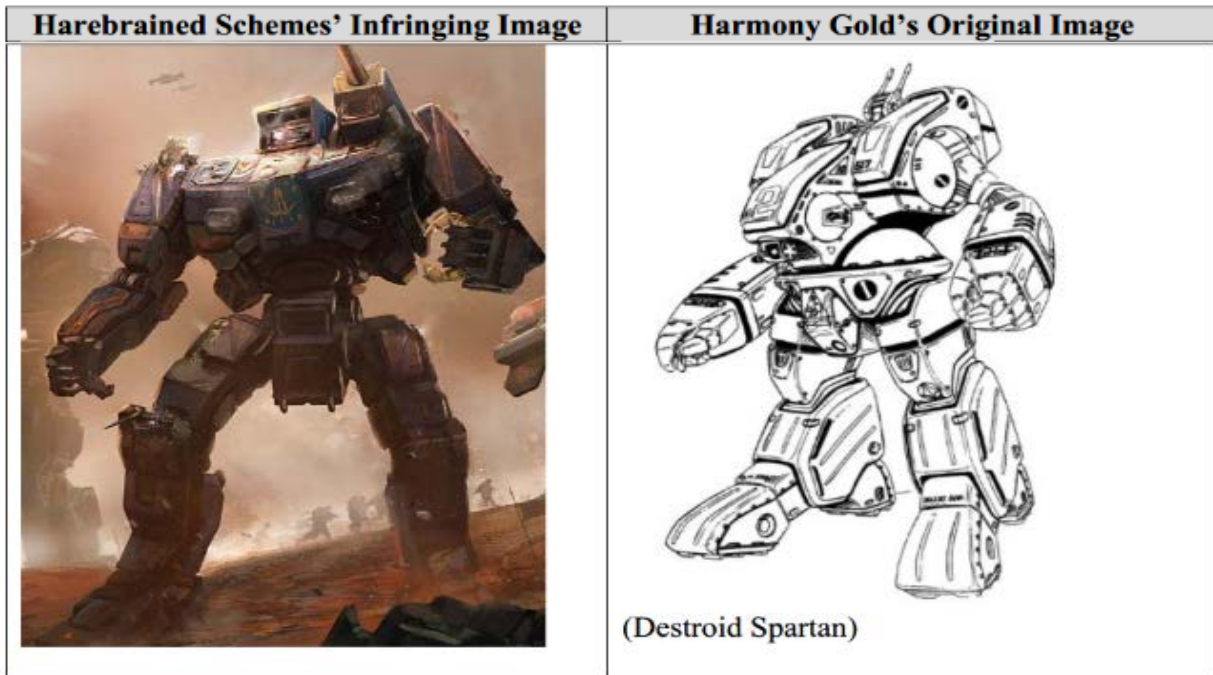 Harebrained Schemes’ Infringing Image
Harmony Gold’s Original Image
(Destroid Spartan)